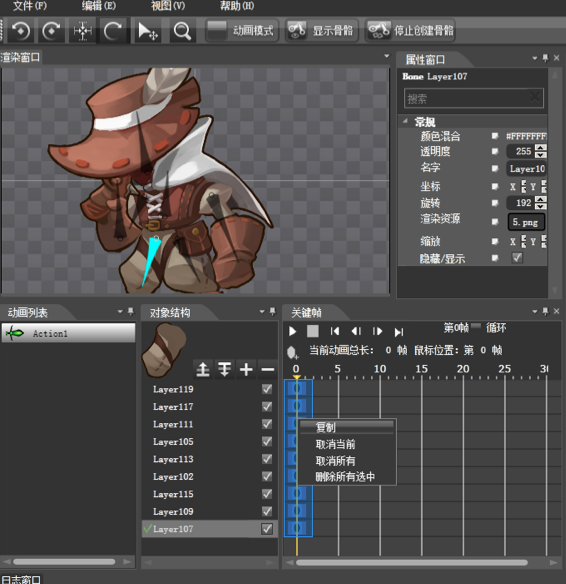 文件(F) 编辑(E) 视图(V) 帮助(H)
动画模式 显示骨骼 停止创建骨骼
渲染窗口
属性窗口
Bone Layer107
搜索
常规
颜色混合 #FFFFFFF
透明度 255
名字 Layer10
坐标 X Y
旋转 192
渲染资源 5.png
缩放 X Y
隐藏/显示
动画列表
Action1
对象结构
Layer119
Layer117
Layer111
Layer105
Layer113
Layer102
Layer115
Layer109
Layer107
关键帧
第0帧 循环
当前动画总长: 0 帧 鼠标位置: 第 0 帧
0 5 10 15 20 25 30
复制
取消当前
取消所有
删除所有选中
日志窗口